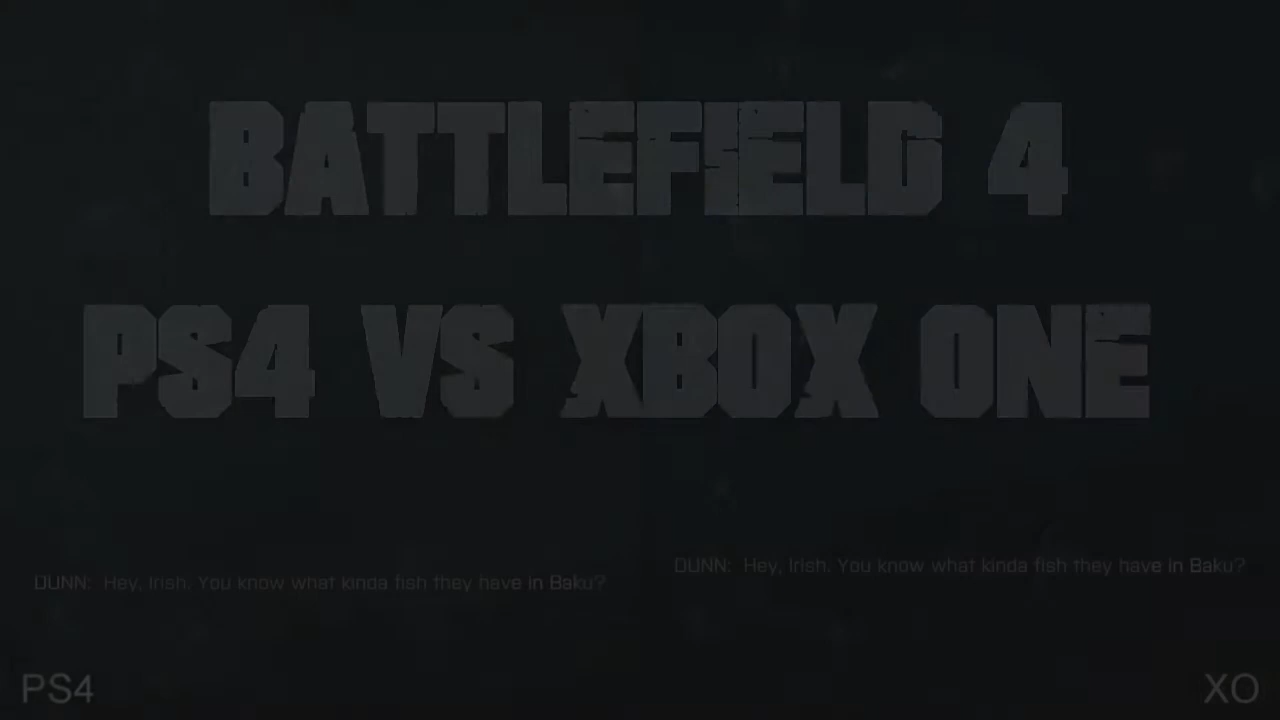 BATTLEFIELD 4
PS4 VS XBOX ONE
DUNN: Hey, Irish. You know what kinda fish they have in Baku?
DUNN: Hey, Irish. You know what kinda fish they have in Baku?
PS4
XO